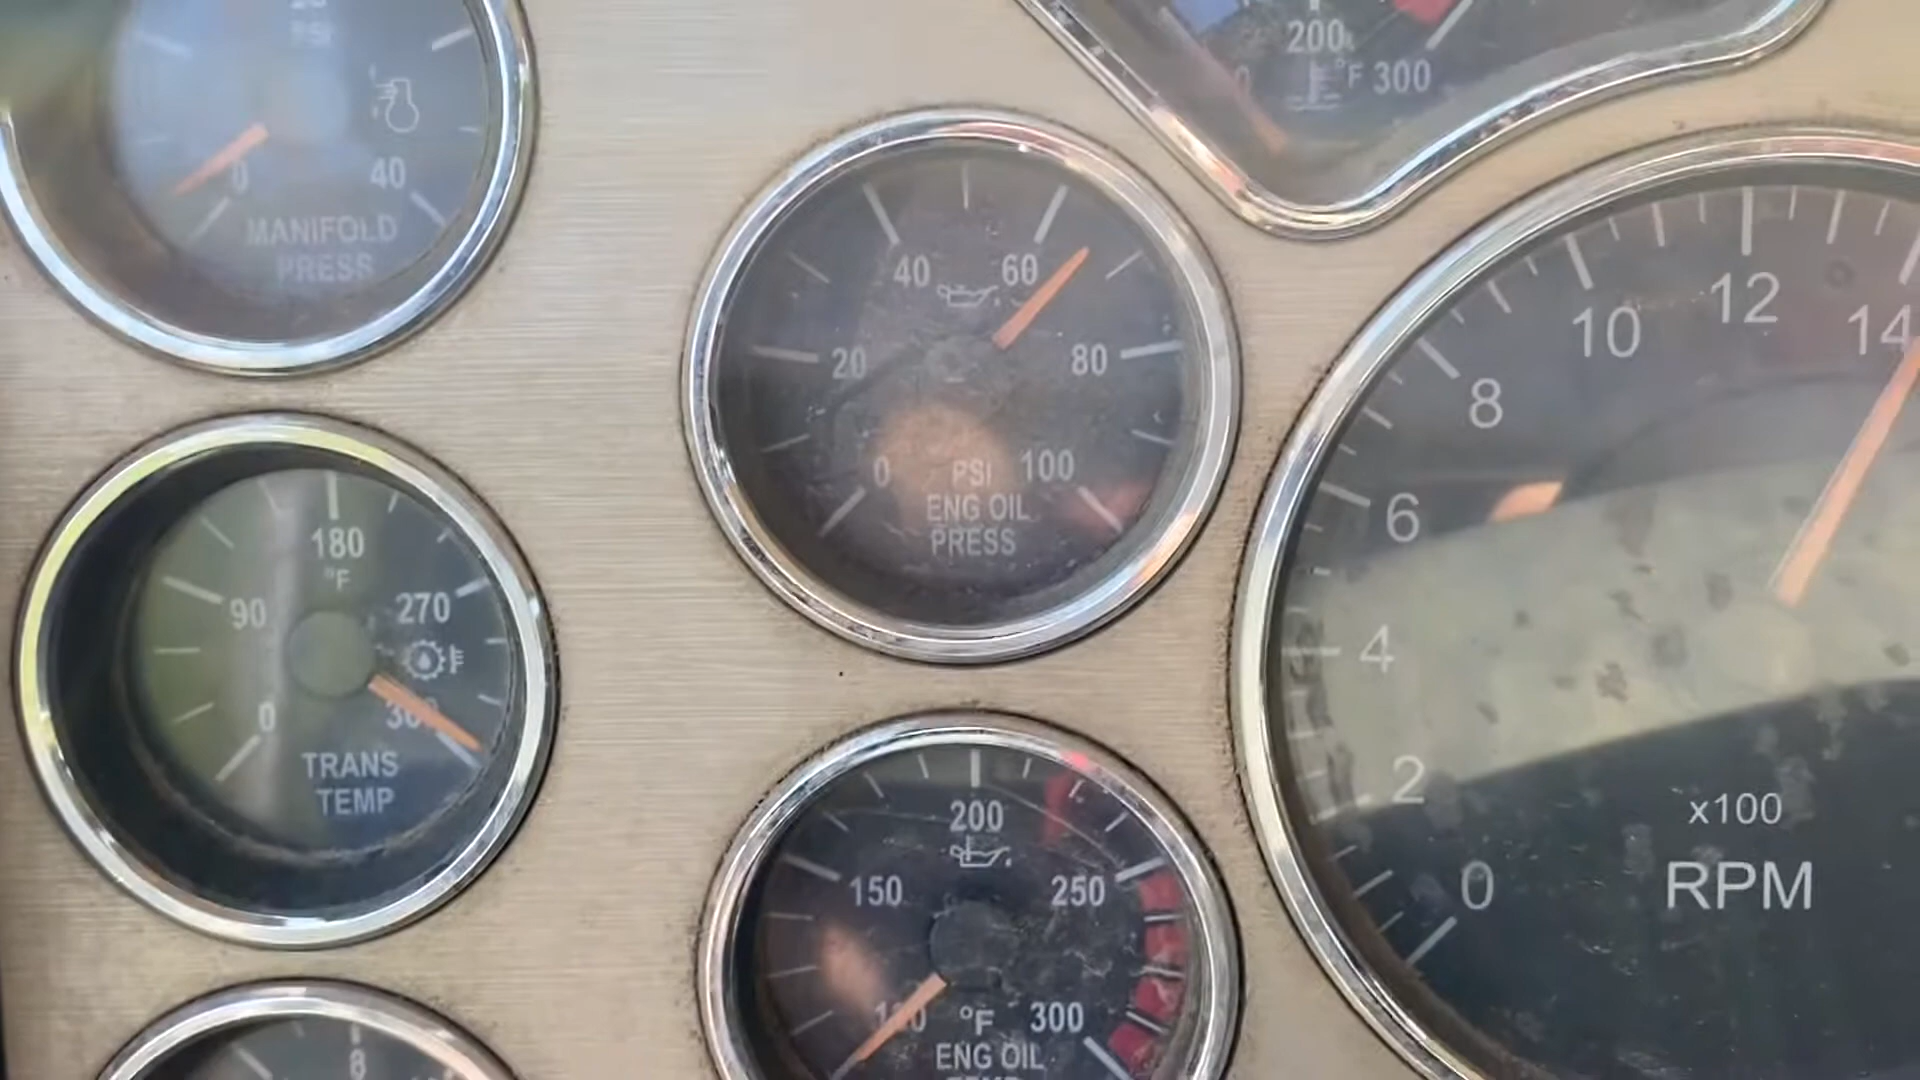 PSI
0 40
MANIFOLD
PRESS
200
°F 300
40 60
20 80
0 PSI 100
ENG OIL
PRESS
180
°F
90 270
0
TRANS
TEMP
200
150 250
°F 300
ENG OIL
8
0 2 4 6 8 10 12 14
x100
RPM